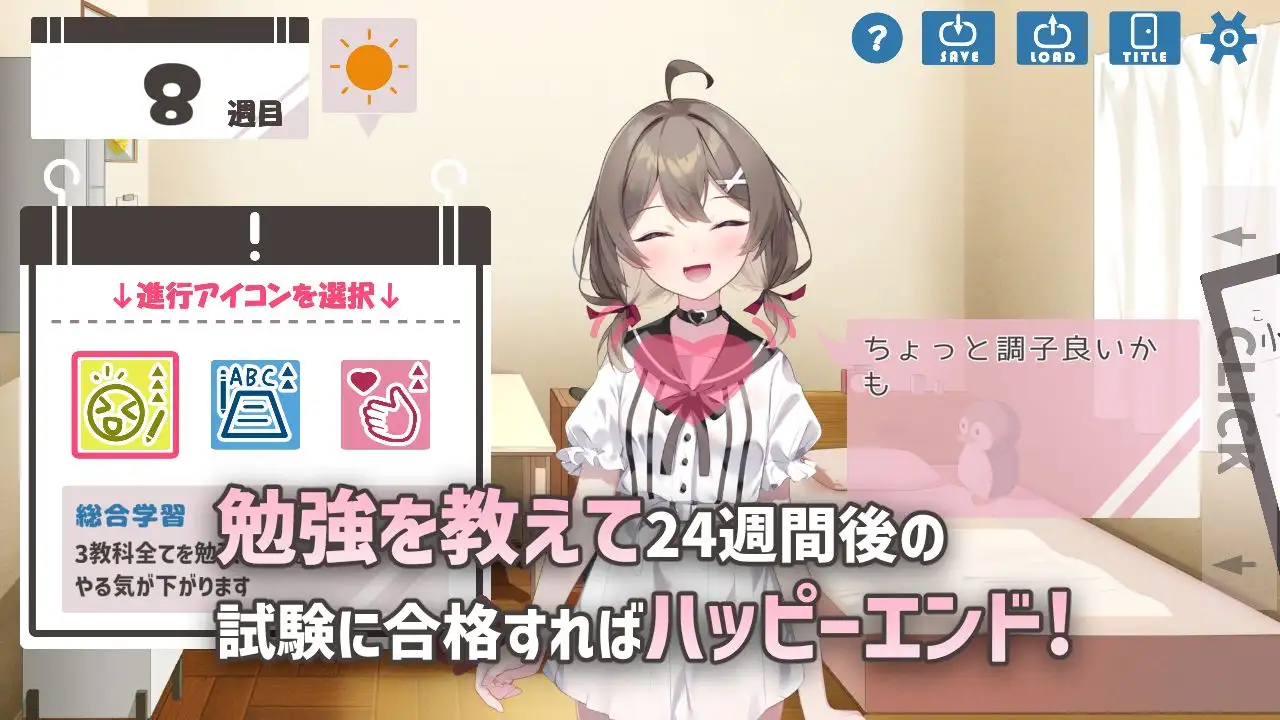 8 週目
?
SAVE
LOAD
TITLE
!
↓進行アイコンを選択↓
ABC
総合学習
3教科全てを勉
やる気が下がります
ちょっと調子良いか
も
CLICK
勉強を教えて24週間後の
試験に合格すればハッピーエンド!